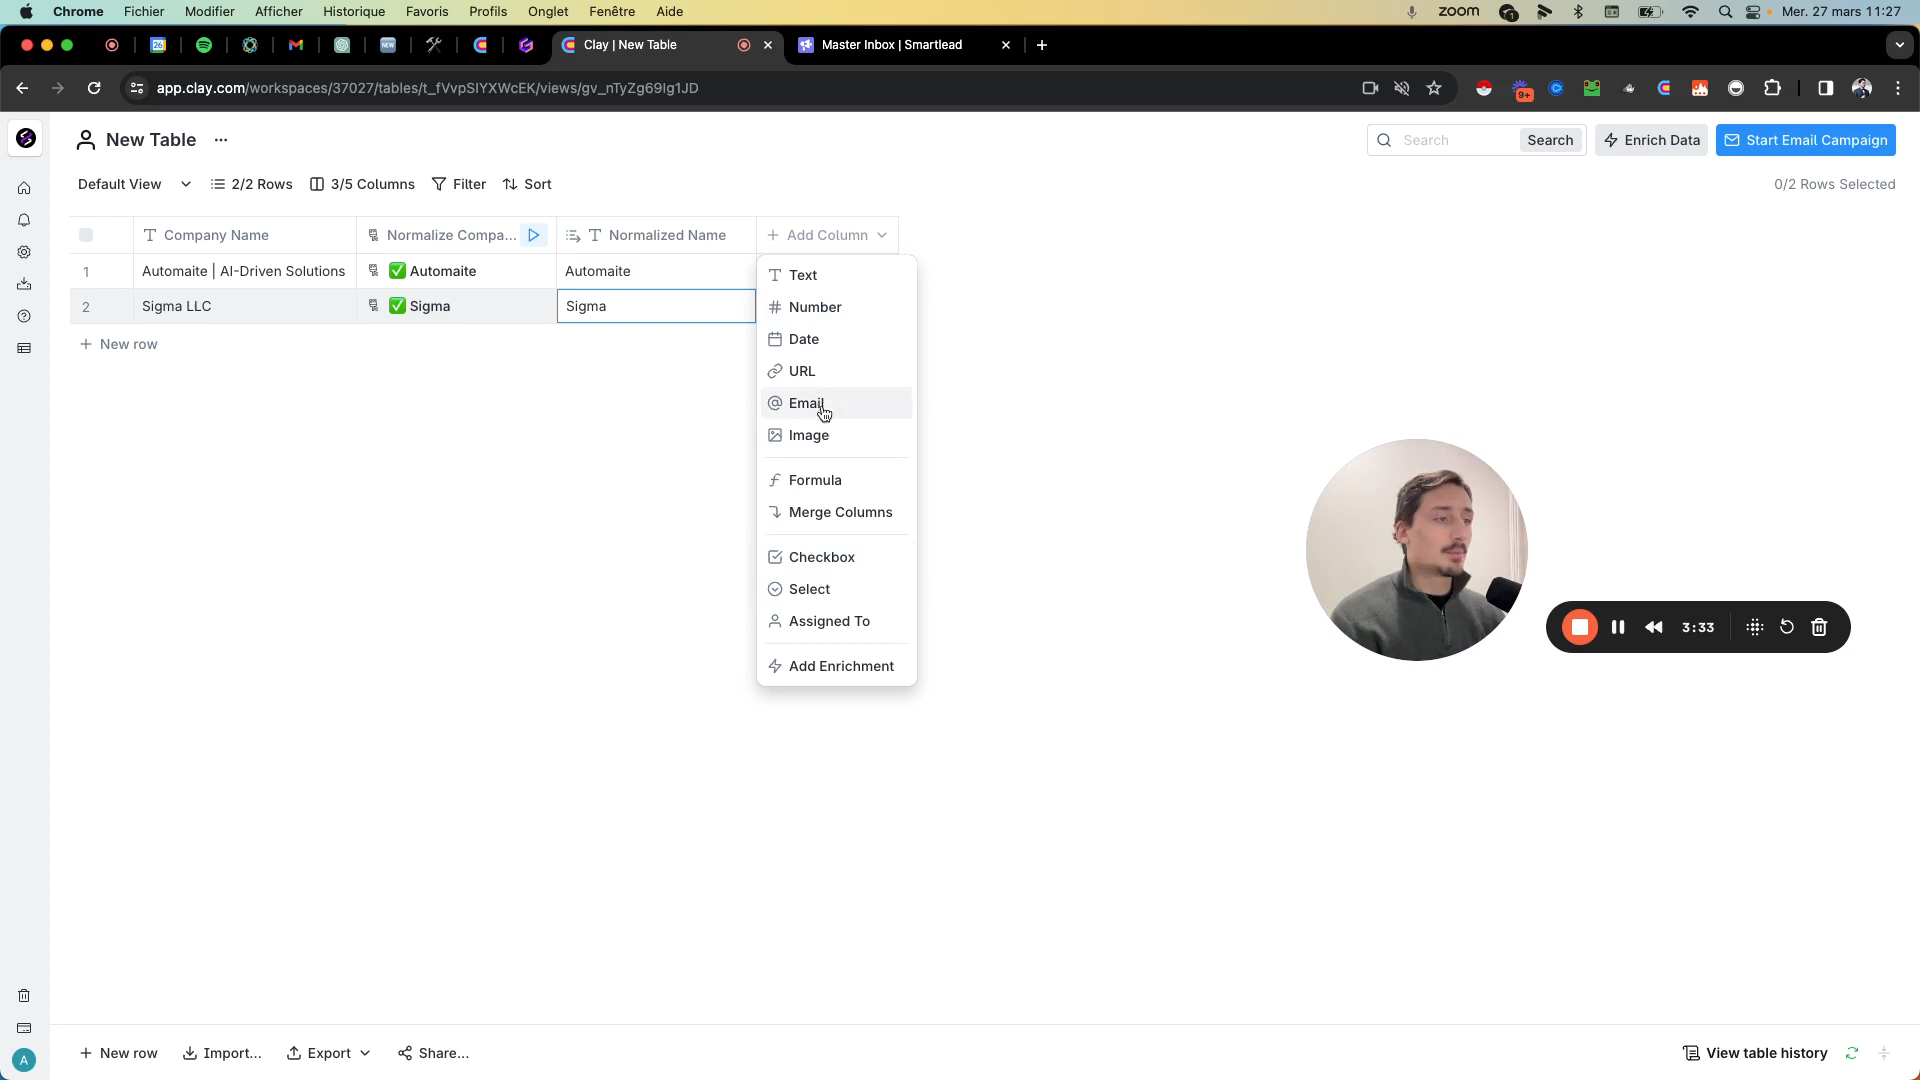 Chrome Fichier Modifier Afficher Historique Favoris Profils Onglet Fenêtre Aide zoom 1 Mer. 27 mars 11:27
26 NEW Clay | New Table Master Inbox | Smartlead
app.clay.com/workspaces/37027/tables/t_fVvpSIYXWcEK/views/gv_nTyZg69Ig1JD 9+
New Table ... Search Search Enrich Data Start Email Campaign
Default View 2/2 Rows 3/5 Columns Filter Sort 0/2 Rows Selected
Company Name Normalize Compa... Normalized Name + Add Column
1 Automaite | AI-Driven Solutions ✅ Automaite Automaite
2 Sigma LLC ✅ Sigma Sigma
+ New row
Text
Number
Date
URL
Email
Image
Formula
Merge Columns
Checkbox
Select
Assigned To
Add Enrichment
3:33
A
+ New row Import... Export Share... View table history